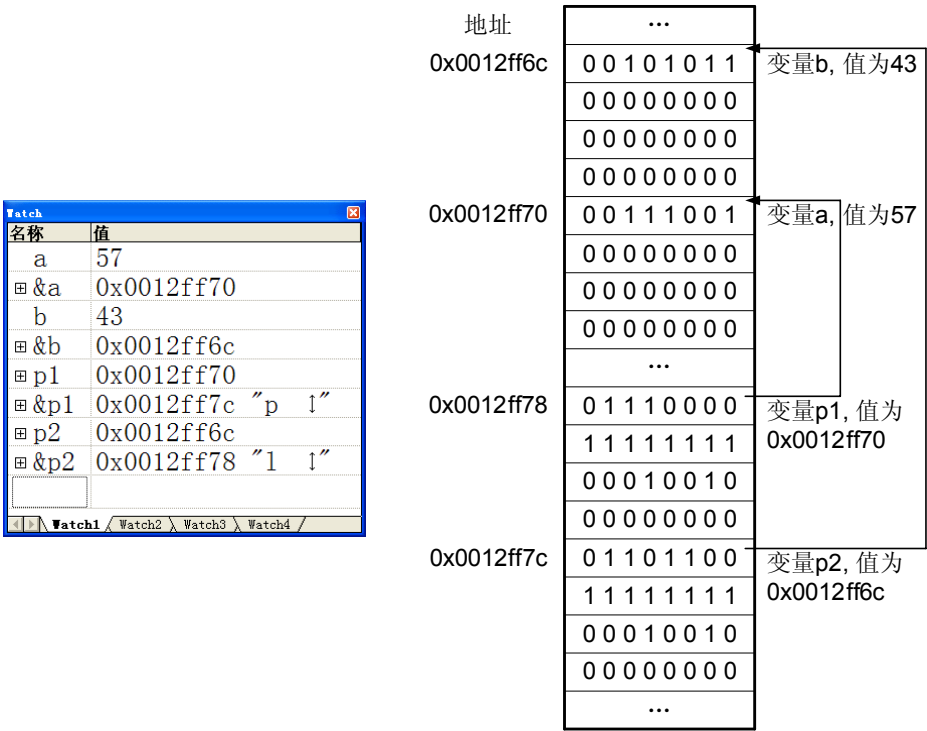 Watch
名称 值
a 57
&a 0x0012ff70
b 43
&b 0x0012ff6c
p1 0x0012ff70
&p1 0x0012ff7c "p ↕"
p2 0x0012ff6c
&p2 0x0012ff78 "l ↕"
Watch1 Watch2 Watch3 Watch4
地址 ...
0x0012ff6c 0 0 1 0 1 0 1 1 变量b, 值为43
0 0 0 0 0 0 0 0
0 0 0 0 0 0 0 0
0 0 0 0 0 0 0 0
0x0012ff70 0 0 1 1 1 0 0 1 变量a, 值为57
0 0 0 0 0 0 0 0
0 0 0 0 0 0 0 0
0 0 0 0 0 0 0 0
...
0x0012ff78 0 1 1 1 0 0 0 0 变量p1, 值为
1 1 1 1 1 1 1 1 0x0012ff70
0 0 0 1 0 0 1 0
0 0 0 0 0 0 0 0
0x0012ff7c 0 1 1 0 1 1 0 0 变量p2, 值为
1 1 1 1 1 1 1 1 0x0012ff6c
0 0 0 1 0 0 1 0
0 0 0 0 0 0 0 0
...